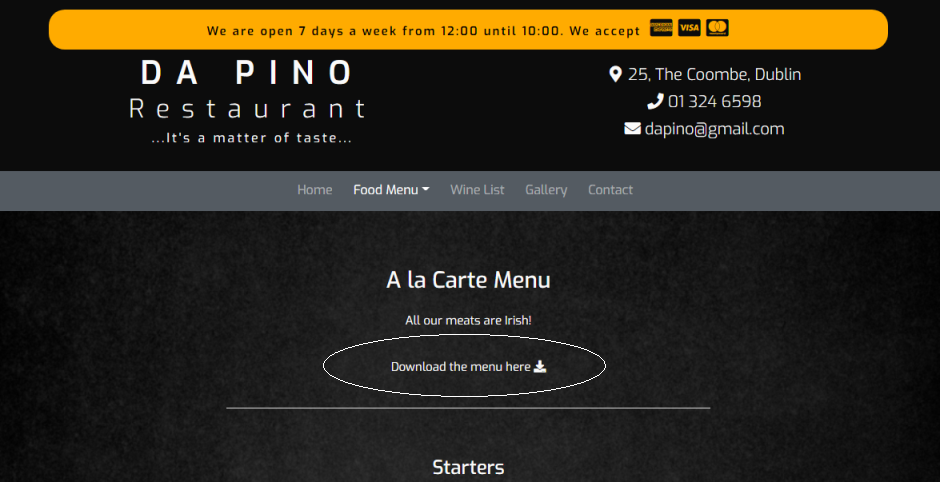 We are open 7 days a week from 12:00 until 10:00. We accept
VISA
DA PINO
Restaurant
...It's a matter of taste...
25, The Coombe, Dublin
01 324 6598
dapino@gmail.com
Home Food Menu Wine List Gallery Contact
A la Carte Menu
All our meats are Irish!
Download the menu here
Starters